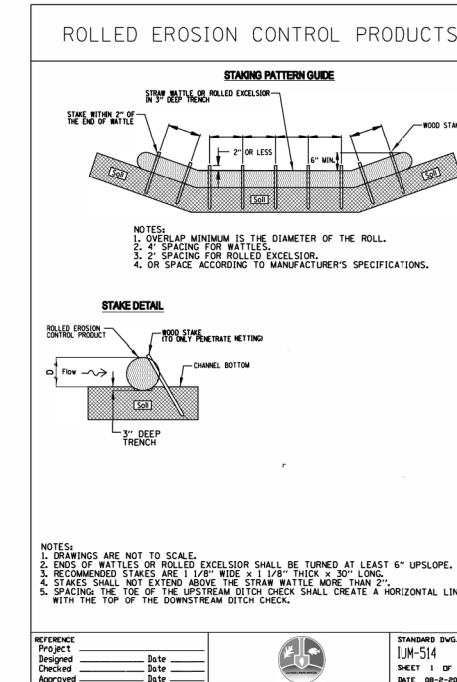 ROLLED EROSION CONTROL PRODUCTS
STAKING PATTERN GUIDE
STRAW WATTLE OR ROLLED EXCELSIOR
IN 3" DEEP TRENCH
STAKE WITHIN 2" OF
THE END OF WATTLE
WOOD STAK
2" OR LESS
6" MIN.
Soil
Soil
Soil
NOTES:
1. OVERLAP MINIMUM IS THE DIAMETER OF THE ROLL.
2. 4' SPACING FOR WATTLES.
3. 2' SPACING FOR ROLLED EXCELSIOR.
4. OR SPACE ACCORDING TO MANUFACTURER'S SPECIFICATIONS.
STAKE DETAIL
ROLLED EROSION
CONTROL PRODUCT
WOOD STAKE
(TO ONLY PENETRATE NETTING)
D
Flow
CHANNEL BOTTOM
Soil
3" DEEP
TRENCH
NOTES:
1. DRAWINGS ARE NOT TO SCALE.
2. ENDS OF WATTLES OR ROLLED EXCELSIOR SHALL BE TURNED AT LEAST 6" UPSLOPE.
3. RECOMMENDED STAKES ARE 1 1/8" WIDE x 1 1/8" THICK x 30" LONG.
4. STAKES SHALL NOT EXTEND ABOVE THE STRAW WATTLE MORE THAN 2".
5. SPACING: THE TOE OF THE UPSTREAM DITCH CHECK SHALL CREATE A HORIZONTAL LIN
WITH THE TOP OF THE DOWNSTREAM DITCH CHECK.
REFERENCE
Project
Designed Date
Checked Date
Approved Date
STANDARD DWG.
IUM-514
SHEET 1 OF
DATE 08-2-20